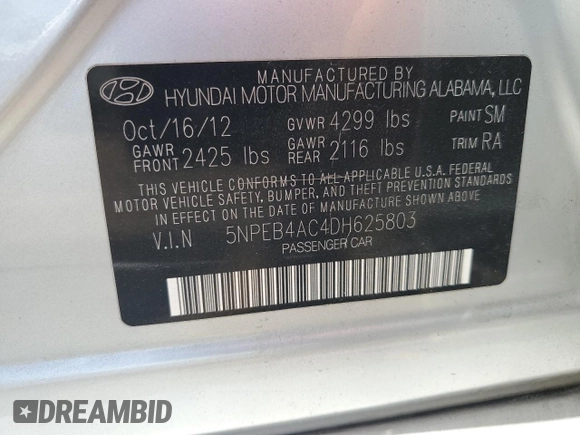 MANUFACTURED BY
HYUNDAI MOTOR MANUFACTURING ALABAMA, LLC
Oct/16/12 GVWR 4299 lbs PAINT SM
GAWR FRONT 2425 lbs GAWR REAR 2116 lbs TRIM RA
THIS VEHICLE CONFORMS TO ALL APPLICABLE U.S.A. FEDERAL
MOTOR VEHICLE SAFETY, BUMPER, AND THEFT PREVENTION STANDARDS
IN EFFECT ON THE DATE OF MANUFACTURE SHOWN ABOVE
V.I.N 5NPEB4AC4DH625803
PASSENGER CAR
DREAMBID